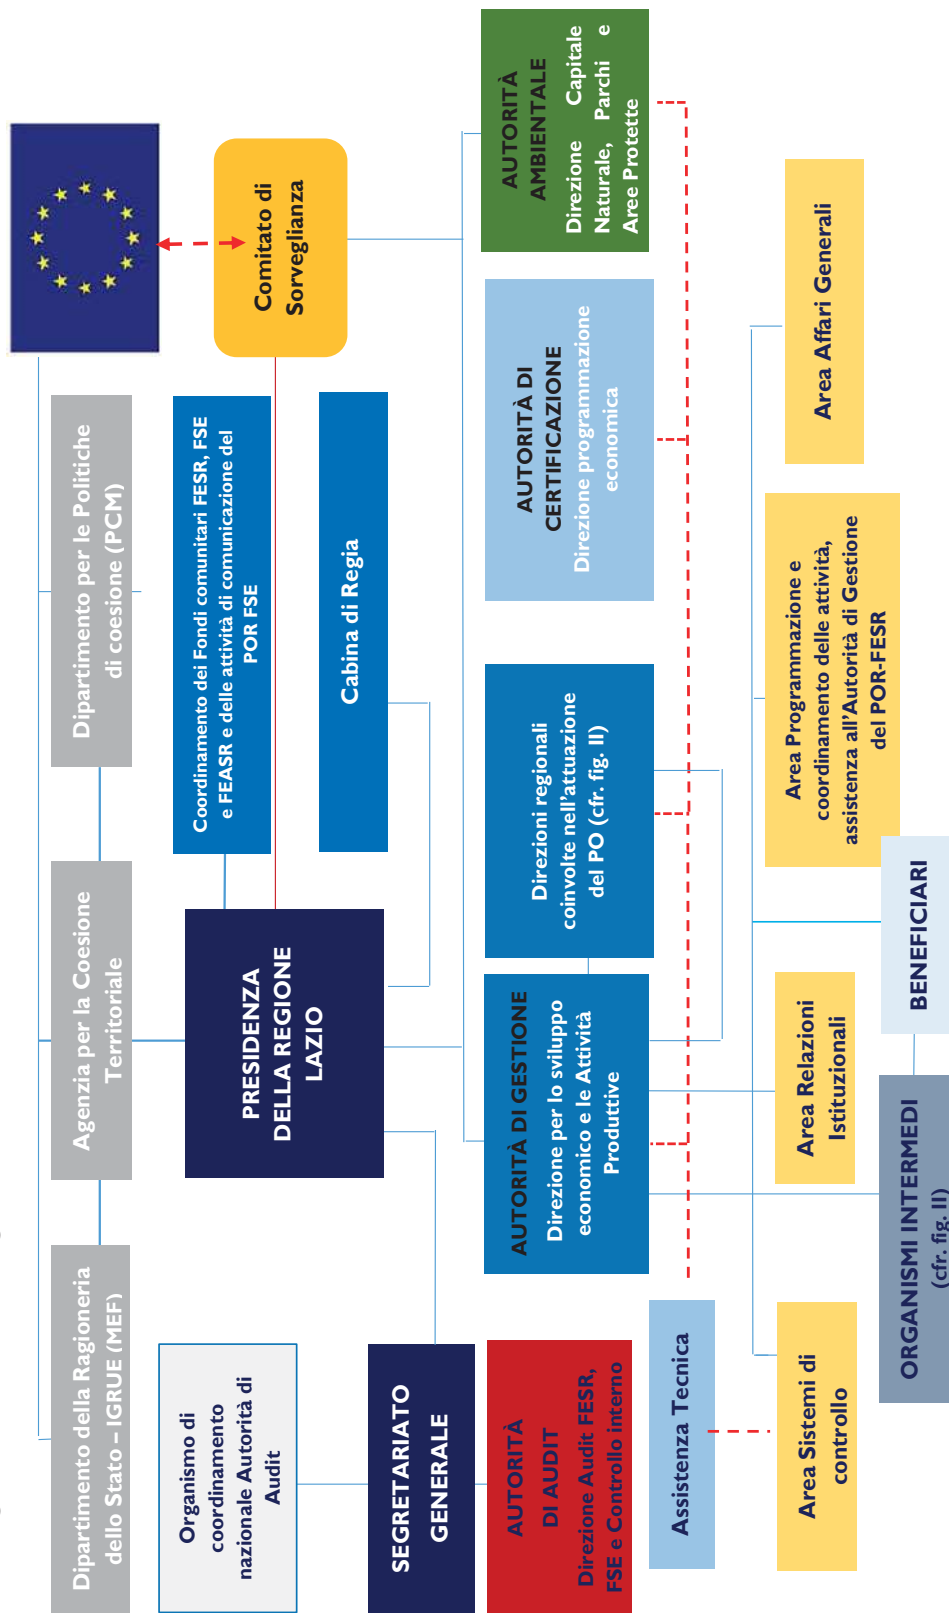 Dipartimento della Ragioneria
dello Stato – IGRUE (MEF)
Agenzia per la Coesione
Territoriale
Dipartimento per le Politiche
di coesione (PCM)
Organismo di
coordinamento
nazionale Autorità di
Audit
PRESIDENZA
DELLA REGIONE
LAZIO
Coordinamento dei Fondi comunitari FESR, FSE
e FEASR e delle attività di comunicazione del
POR FSE
Comitato di
Sorveglianza
Cabina di Regia
SEGRETARIATO
GENERALE
AUTORITÀ
DI AUDIT
Direzione Audit FESR,
FSE e Controllo interno
AUTORITÀ DI GESTIONE
Direzione per lo sviluppo
economico e le Attività
Produttive
Direzioni regionali
coinvolte nell'attuazione
del PO (cfr. fig. II)
AUTORITÀ DI
CERTIFICAZIONE
Direzione programmazione
economica
AUTORITÀ
AMBIENTALE
Direzione Capitale
Naturale, Parchi e
Aree Protette
Assistenza Tecnica
Area Sistemi di
controllo
Area Relazioni
Istituzionali
Area Programmazione e
coordinamento delle attività,
assistenza all'Autorità di Gestione
del POR-FESR
Area Affari Generali
ORGANISMI INTERMEDI
(cfr. fig. II)
BENEFICIARI